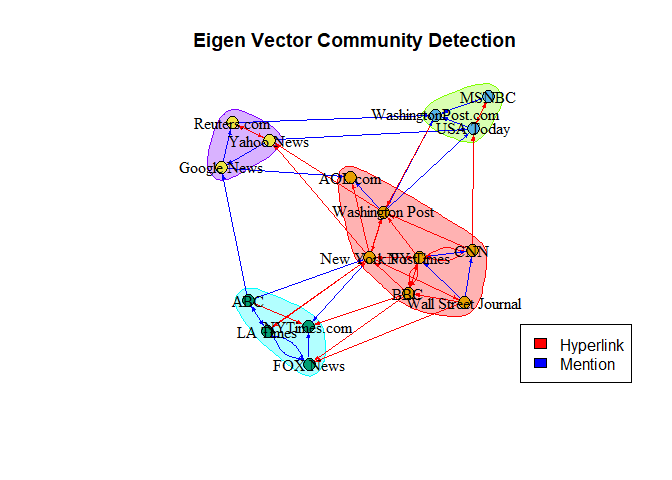 Eigen Vector Community Detection
MSNBC
WashingtonPost.com
Reuters.com
USA Today
Yahoo News
Google News
AOL.com
Washington Post
CNN
New York Post
NY Times
BBC
Wall Street Journal
ABC
NYTimes.com
LA Times
FOX News
Hyperlink
Mention